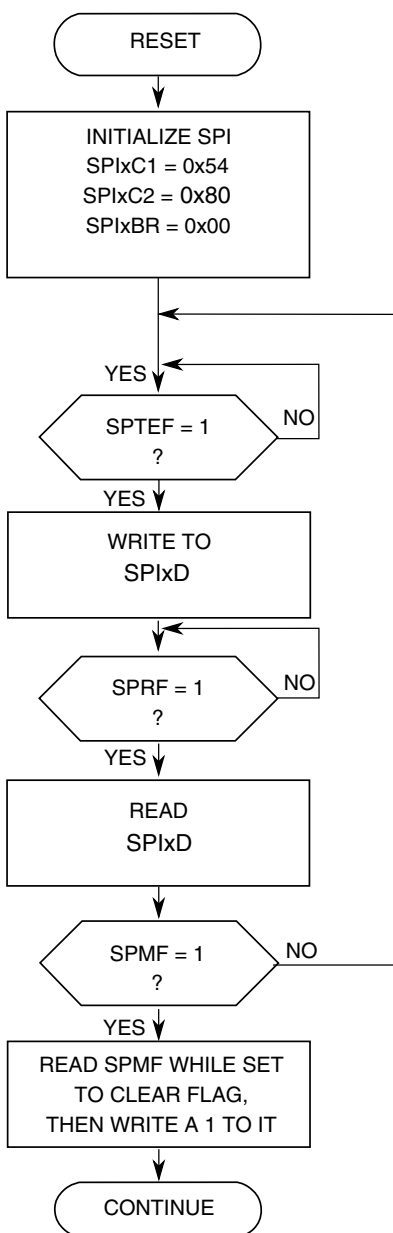 RESET
INITIALIZE SPI
SPIxC1 = 0x54
SPIxC2 = 0x80
SPIxBR = 0x00
YES
SPTEF = 1
?
NO
YES
WRITE TO
SPIxD
SPRF = 1
?
NO
YES
READ
SPIxD
SPMF = 1
?
NO
YES
READ SPMF WHILE SET
TO CLEAR FLAG,
THEN WRITE A 1 TO IT
CONTINUE